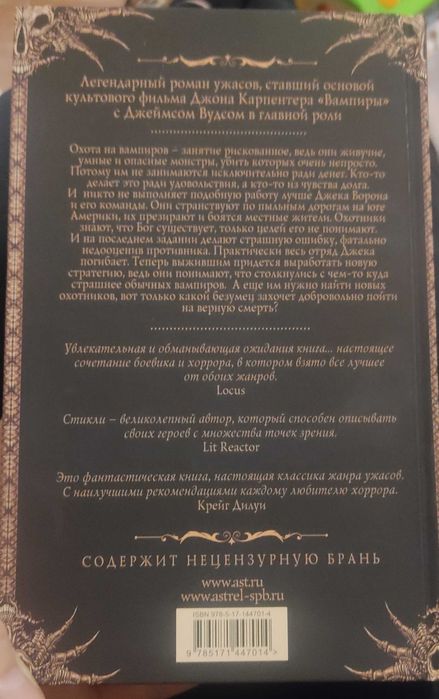 Легендарный роман ужасов, ставший основой
культового фильма Джона Карпентера «Вампиры»
с Джеймсом Вудсом в главной роли
Охота на вампиров – занятие рискованное, ведь они живучие,
умные и опасные монстры, убить которых очень непросто.
Потому им не занимаются исключительно ради денег. Кто-то
делает это ради удовольствия, а кто-то из чувства долга.
И никто не выполняет подобную работу лучше Джека Ворона
и его команды. Они странствуют по пыльным дорогам на юге
Америки, их презирают и боятся местные жители. Охотники
знают, что Бог существует, только целей его не понимают.
И на последнем задании делают страшную ошибку, фатально
недооценив противника. Практически весь отряд Джека
погибает. Теперь выжившим придется выработать новую
стратегию, ведь они понимают, что столкнулись с чем-то куда
страшнее обычных вампиров. А еще им нужно найти новых
охотников, вот только какой безумец захочет добровольно пойти
на верную смерть?
Увлекательная и обманывающая ожидания книга... настоящее
сочетание боевика и хоррора, в котором взято все лучшее
от обоих жанров.
Locus
Стикли – великолепный автор, который способен описывать
своих героев с множества точек зрения.
Lit Reactor
Это фантастическая книга, настоящая классика жанра ужасов.
С наилучшими рекомендациями каждому любителю хоррора.
Крейг Дилуи
СОДЕРЖИТ НЕЦЕНЗУРНУЮ БРАНЬ
www.ast.ru
www.astrel-spb.ru
ISBN 978-5-17-144701-4
9 785171 447014 >